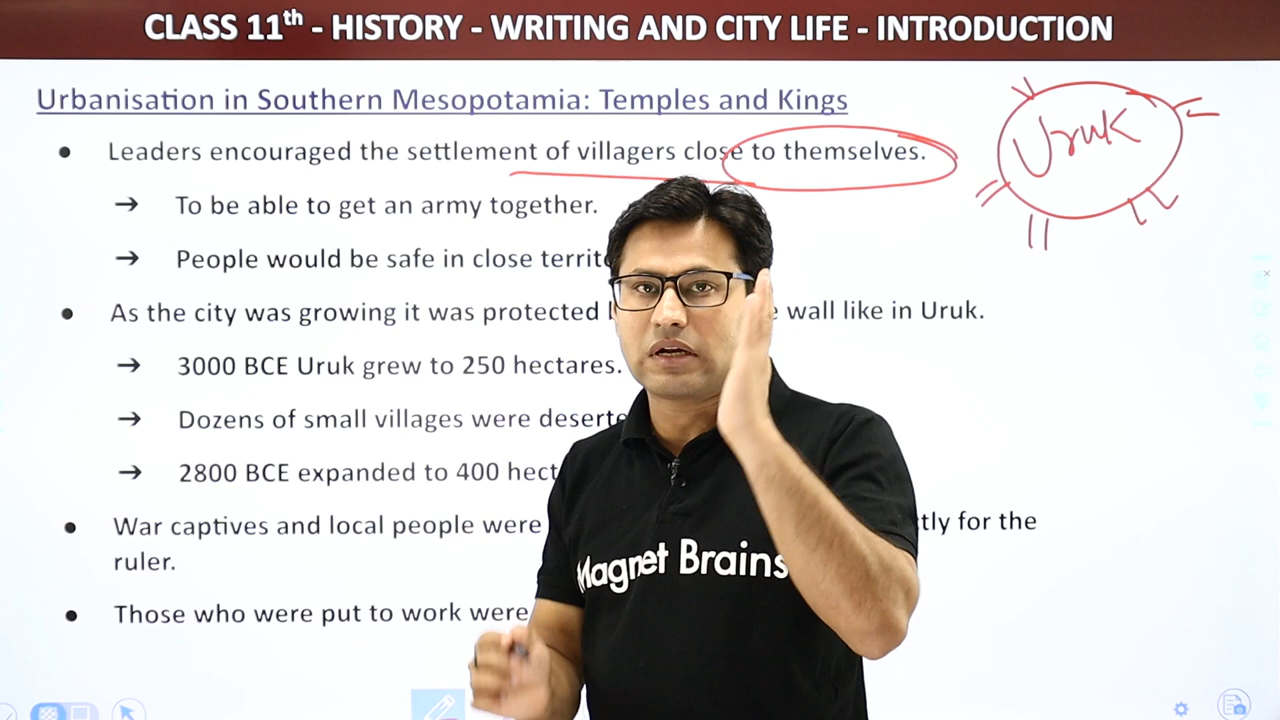 CLASS 11th - HISTORY - WRITING AND CITY LIFE - INTRODUCTION
Urbanisation in Southern Mesopotamia: Temples and Kings
Uruk
● Leaders encouraged the settlement of villagers close to themselves.
➔ To be able to get an army together.
➔ People would be safe in close
● As the city was growing it was protected wall like in Uruk.
➔ 3000 BCE Uruk grew to 250 hectares.
➔ Dozens of small villages were
➔ 2800 BCE expanded to 400
● War captives and local people were for the
ruler.
● Those who were put to work were
Magnet Brains